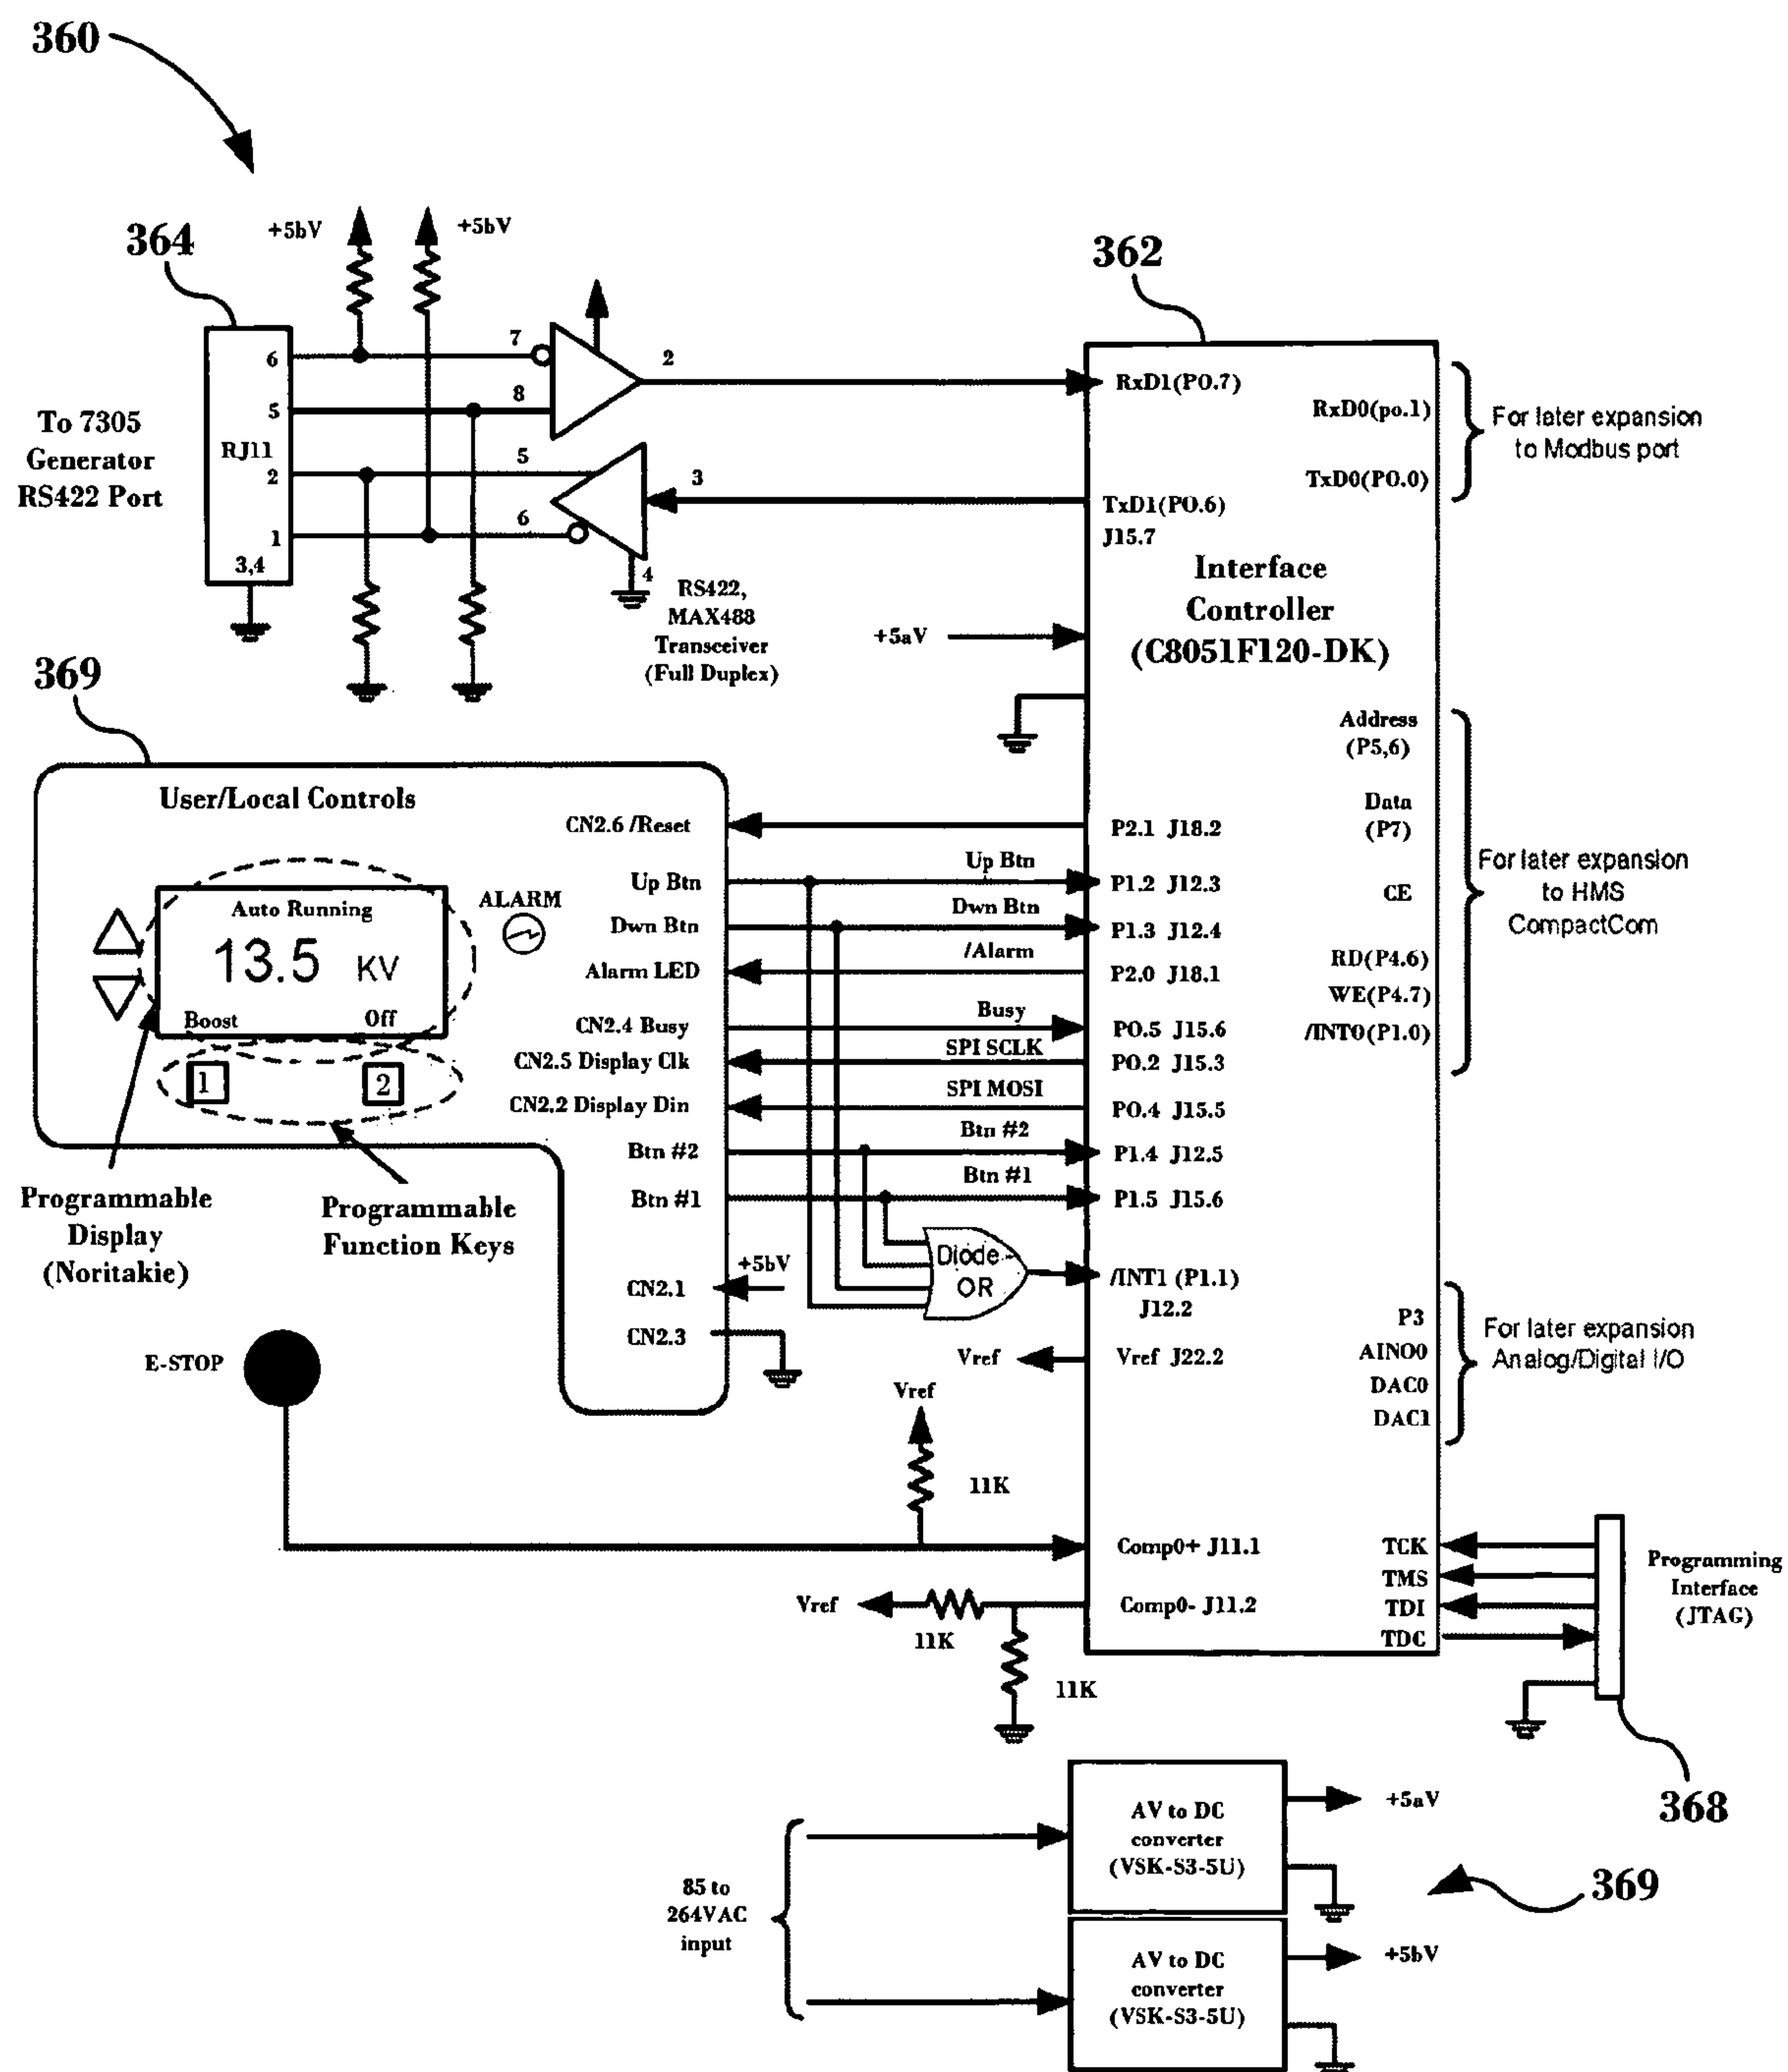 360
+5bV
+5bV
364
362
6
7
2
5
8
RJ11
2
5
3
1
6
3,4
4
To 7305
Generator
RS422 Port
RS422,
MAX488
Transceiver
(Full Duplex)
RxD1(P0.7)
RxD0(po.1)
TxD0(P0.0)
For later expansion
to Modbus port
TxD1(P0.6)
J15.7
Interface
Controller
(C8051F120-DK)
+5aV
Address
(P5,6)
Data
(P7)
CE
RD(P4.6)
WE(P4.7)
/INT0(P1.0)
For later expansion
to HMS
CompactCom
369
User/Local Controls
Auto Running
13.5 KV
Boost Off
ALARM
1
2
Programmable
Display
(Noritakie)
Programmable
Function Keys
CN2.6 /Reset
P2.1 J18.2
Up Btn
Up Btn
P1.2 J12.3
Dwn Btn
Dwn Btn
P1.3 J12.4
Alarm LED
/Alarm
P2.0 J18.1
CN2.4 Busy
Busy
P0.5 J15.6
CN2.5 Display Clk
SPI SCLK
P0.2 J15.3
CN2.2 Display Din
SPI MOSI
P0.4 J15.5
Btn #2
Btn #2
P1.4 J12.5
Btn #1
Btn #1
P1.5 J15.6
Diode
OR
/INT1 (P1.1)
J12.2
CN2.1
+5bV
CN2.3
Vref
Vref J22.2
P3
AINO0
DAC0
DAC1
For later expansion
Analog/Digital I/O
E-STOP
Vref
11K
Comp0+ J11.1
Vref
11K
Comp0- J11.2
11K
TCK
TMS
TDI
TDC
Programming
Interface
(JTAG)
368
85 to
264VAC
input
AV to DC
converter
(VSK-S3-5U)
+5aV
369
AV to DC
converter
(VSK-S3-5U)
+5bV